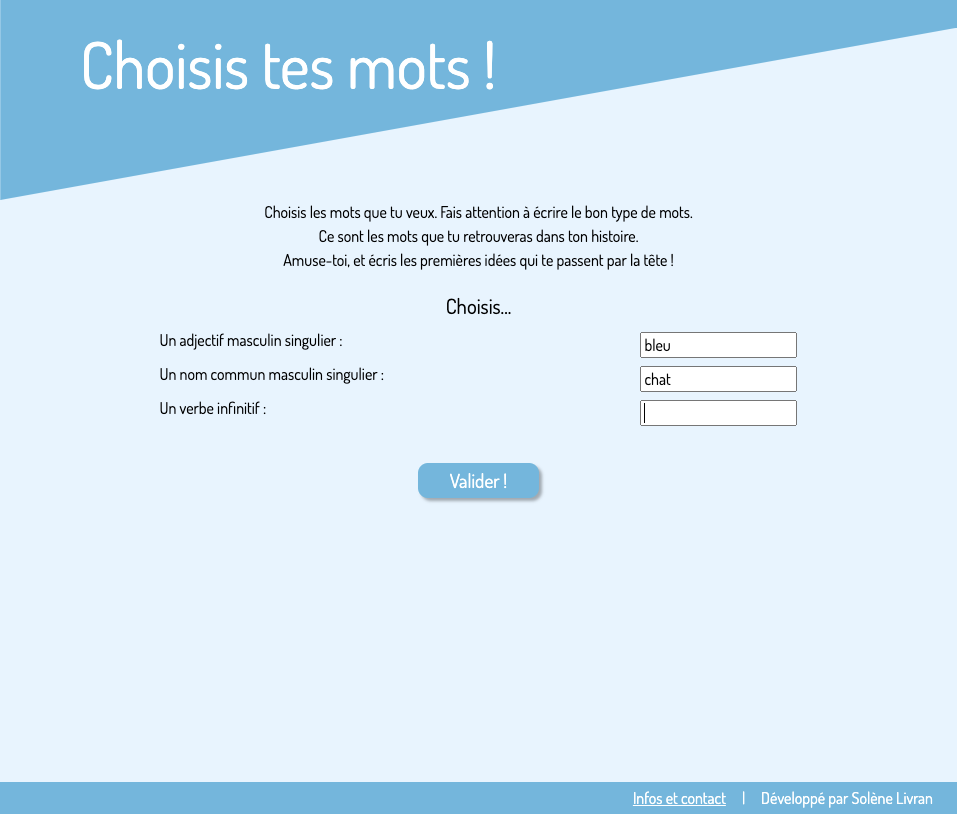 Choisis tes mots !
Choisis les mots que tu veux. Fais attention à écrire le bon type de mots.
Ce sont les mots que tu retrouveras dans ton histoire.
Amuse-toi, et écris les premières idées qui te passent par la tête !
Choisis...
Un adjectif masculin singulier : bleu
Un nom commun masculin singulier : chat
Un verbe infinitif :
Valider !
Infos et contact | Développé par Solène Livran